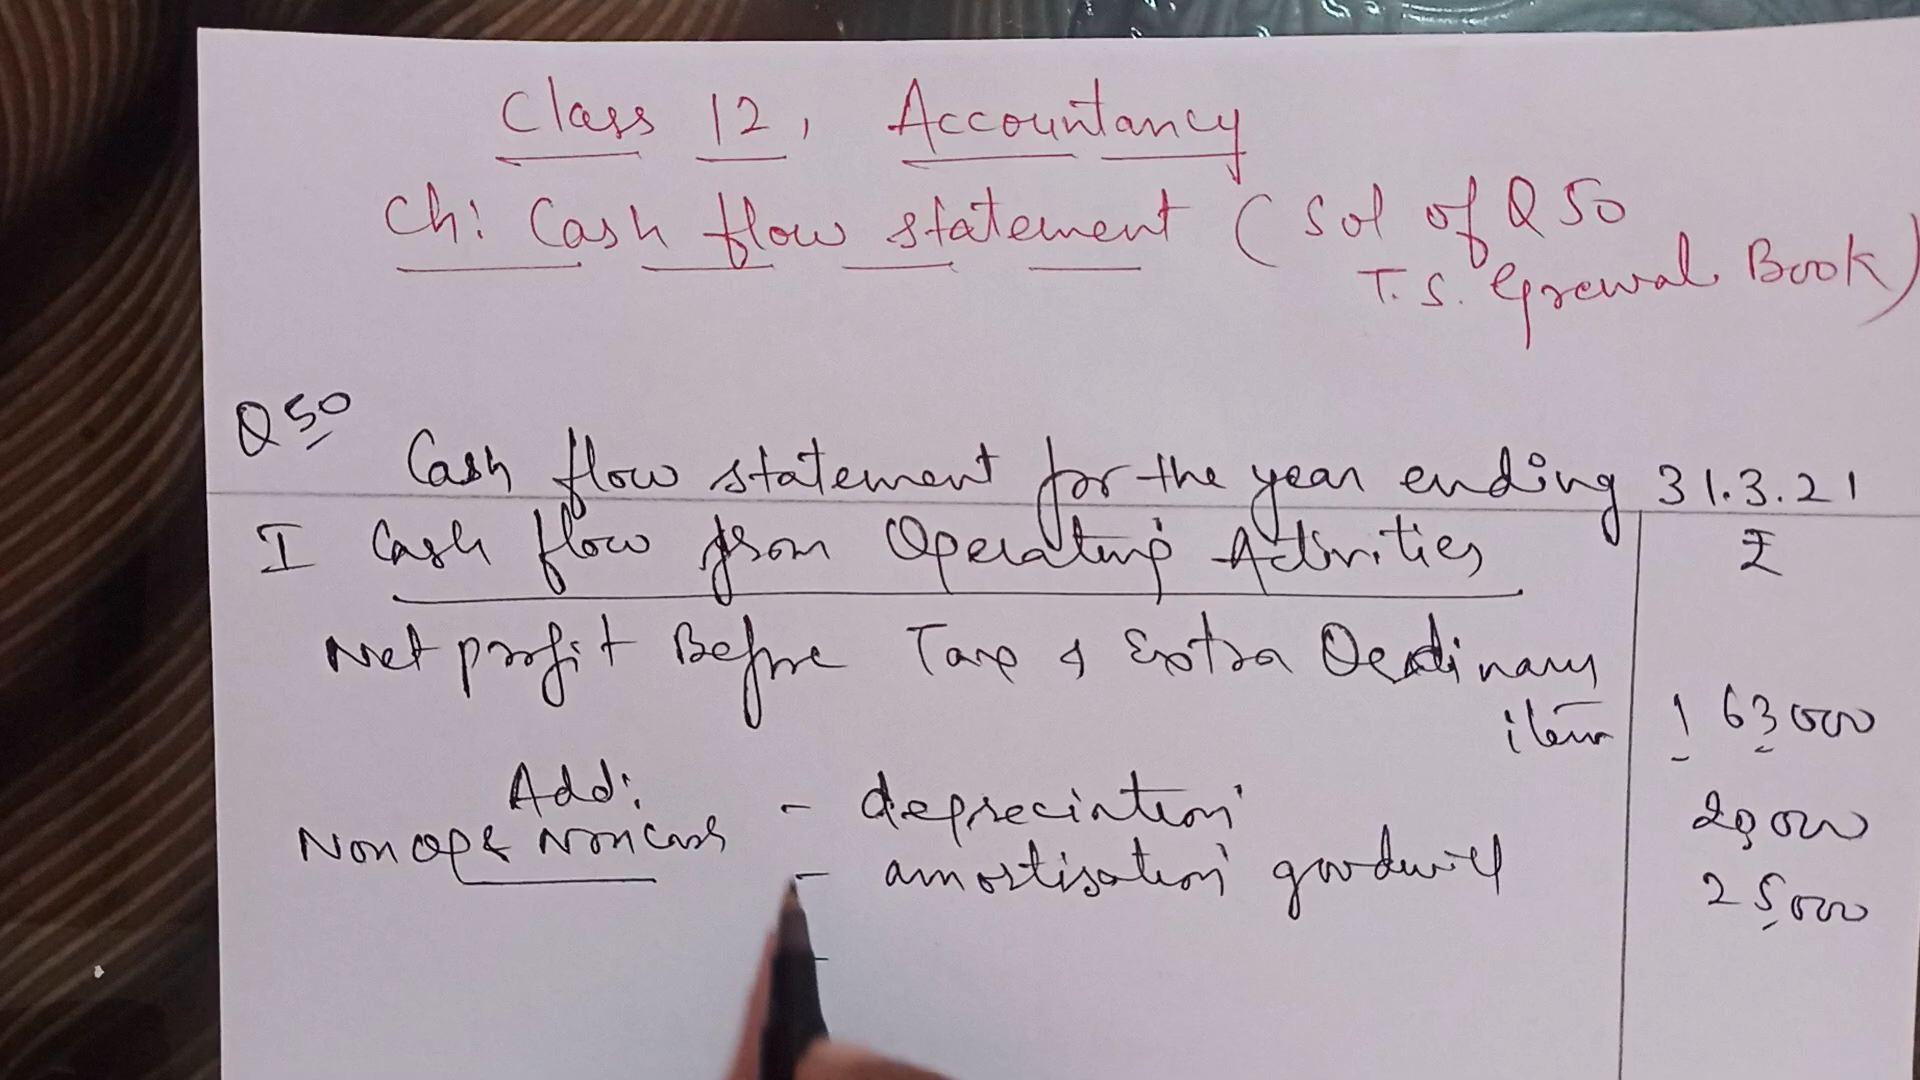 Class 12, Accountancy
Ch: Cash flow statement (Sol of Q 50
T.S. Grewal Book)
Q 50
Cash flow statement for the year ending 31.3.21
I Cash flow from Operating Activities ₹
Net profit Before Tax & Extra Ordinary
item 1 63000
Add: - depreciation 20000
Non op & Non Cash
- amortisation goodwill 25000
-